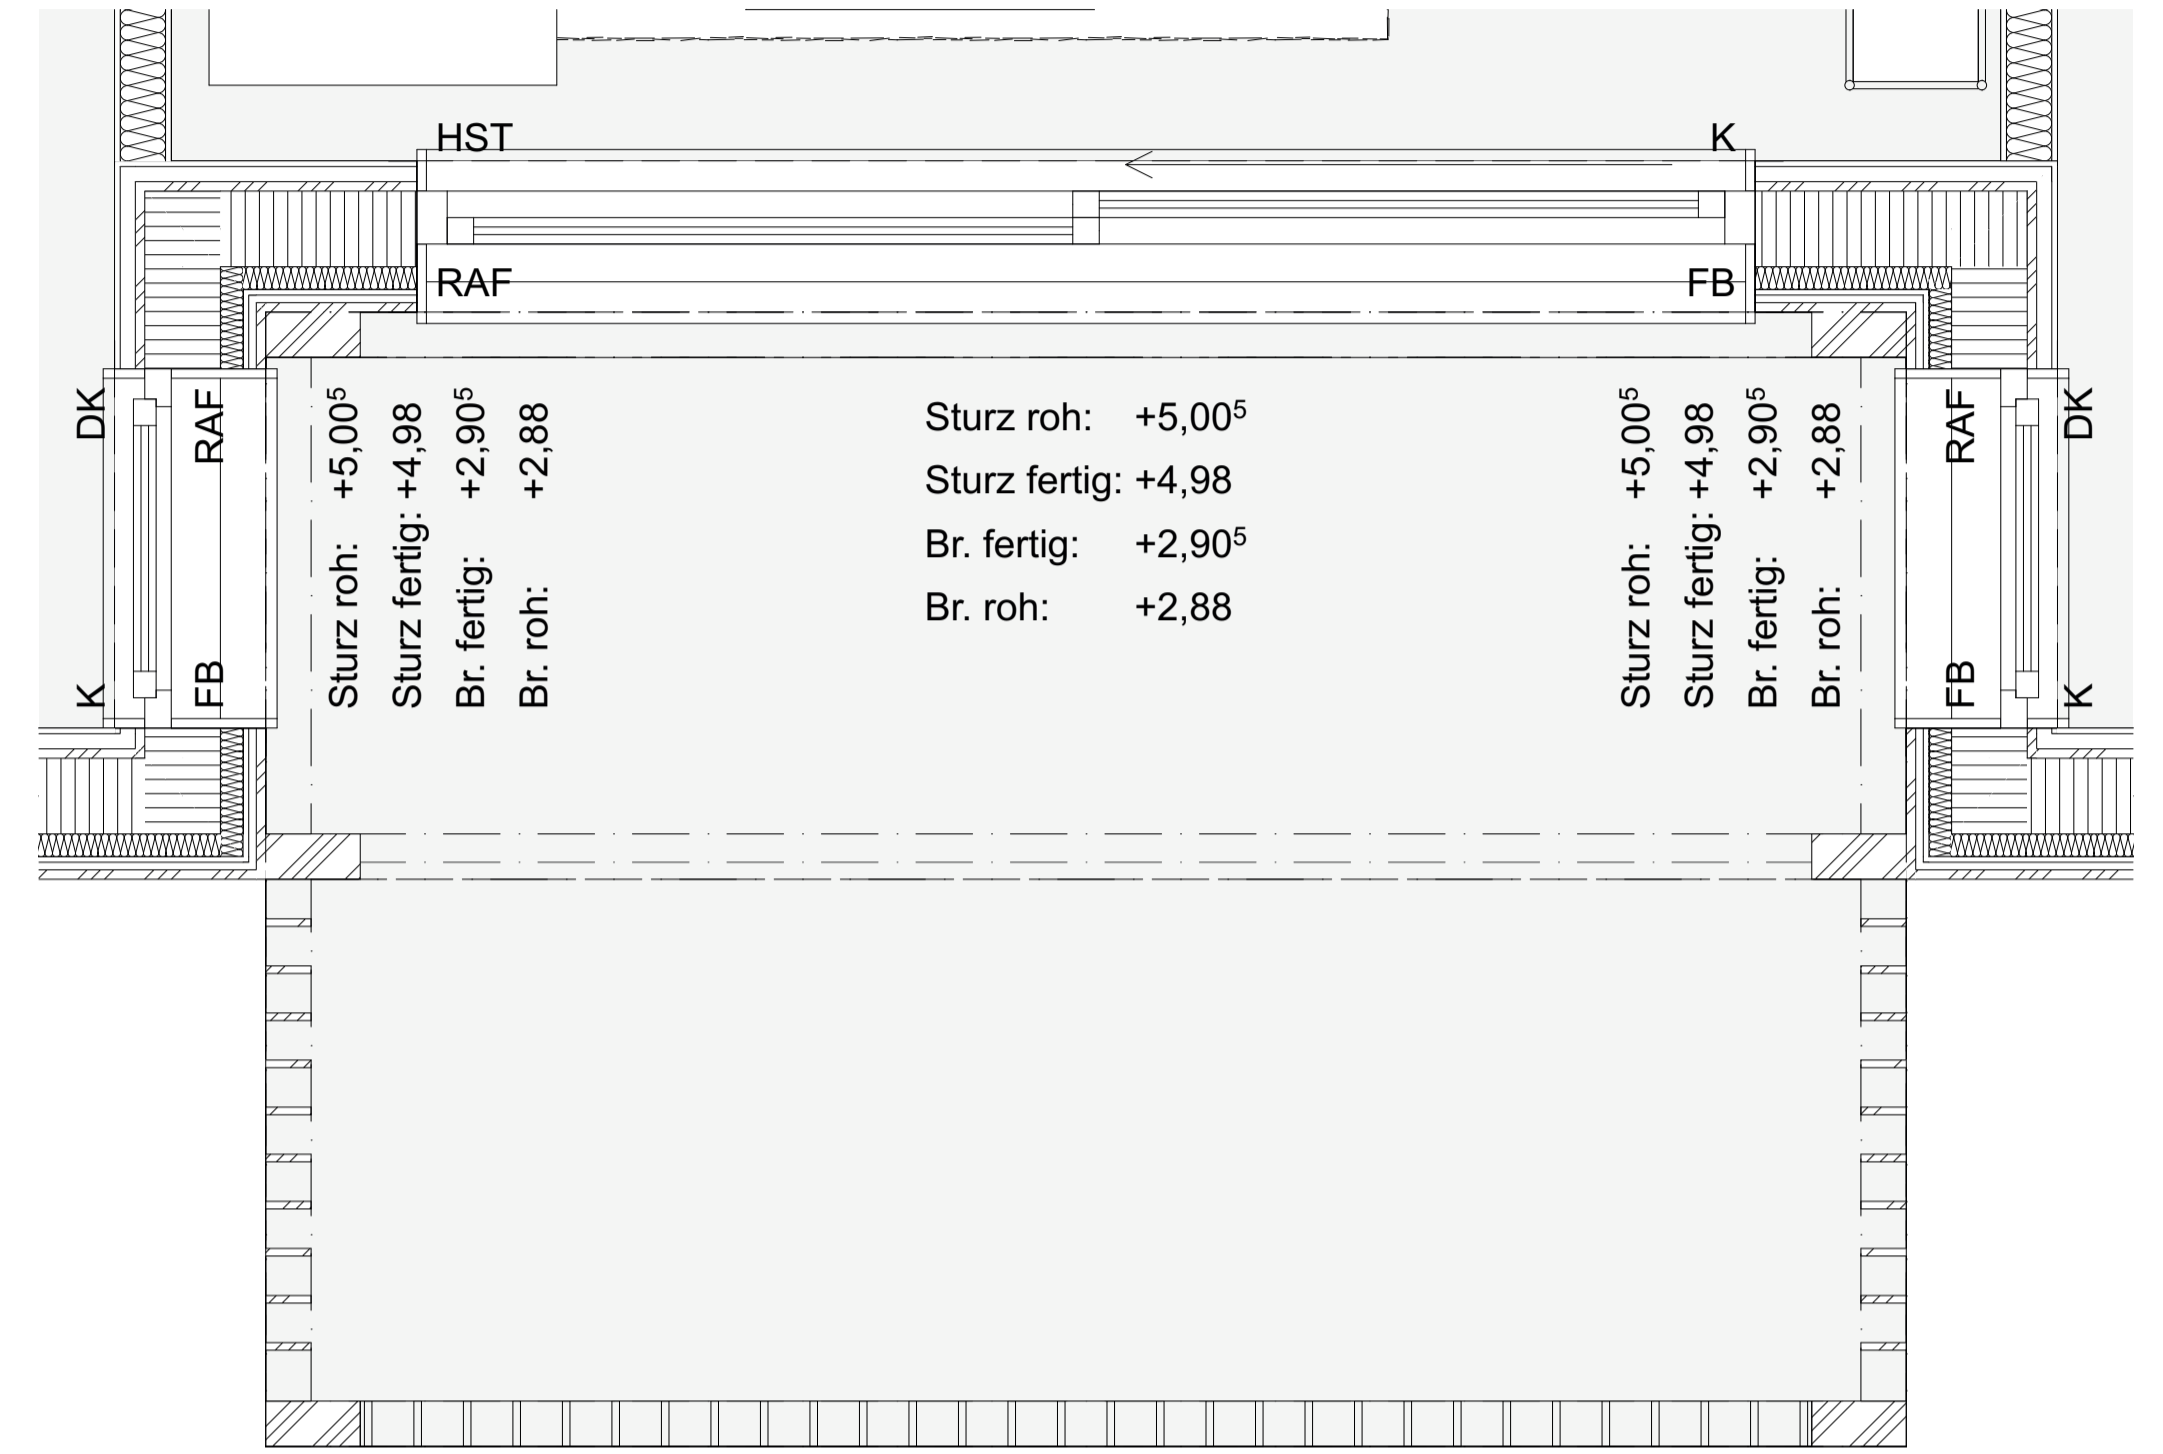 HST K
RAF FB
DK RAF
K FB
Sturz roh: +5,00⁵
Sturz fertig: +4,98
Br. fertig: +2,90⁵
Br. roh: +2,88
Sturz roh: +5,00⁵
Sturz fertig: +4,98
Br. fertig: +2,90⁵
Br. roh: +2,88
Sturz roh: +5,00⁵
Sturz fertig: +4,98
Br. fertig: +2,90⁵
Br. roh: +2,88
RAF DK
FB K